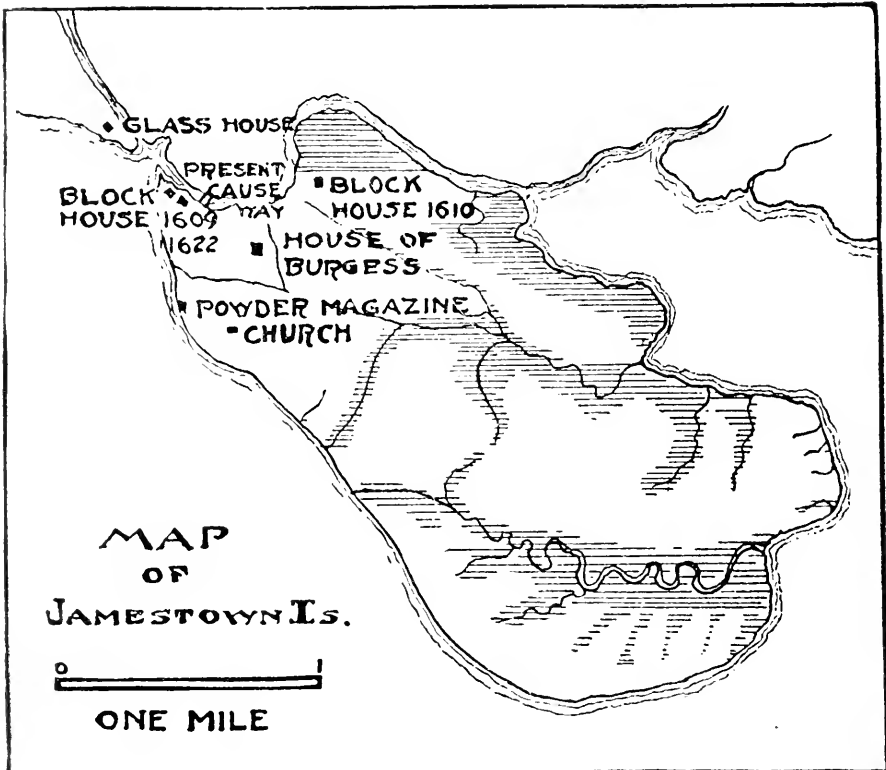 GLASS HOUSE
PRESENT
CAUSE
WAY
BLOCK
HOUSE 1609
1622
BLOCK
HOUSE 1610
HOUSE OF
BURGESS
POWDER MAGAZINE
CHURCH
MAP
OF
JAMESTOWN IS.
0 1
ONE MILE